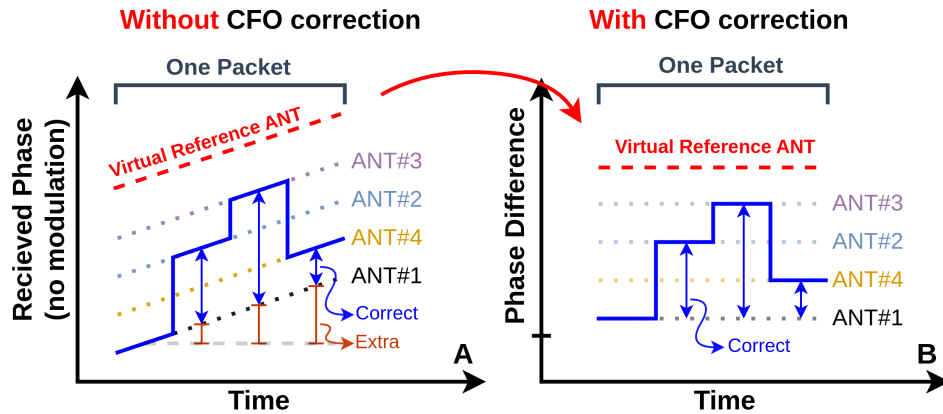 Without CFO correction
One Packet
Recieved Phase
(no modulation)
Virtual Reference ANT
ANT#3
ANT#2
ANT#4
ANT#1
Correct
Extra
A
Time
With CFO correction
One Packet
Phase Difference
Virtual Reference ANT
ANT#3
ANT#2
ANT#4
ANT#1
Correct
B
Time